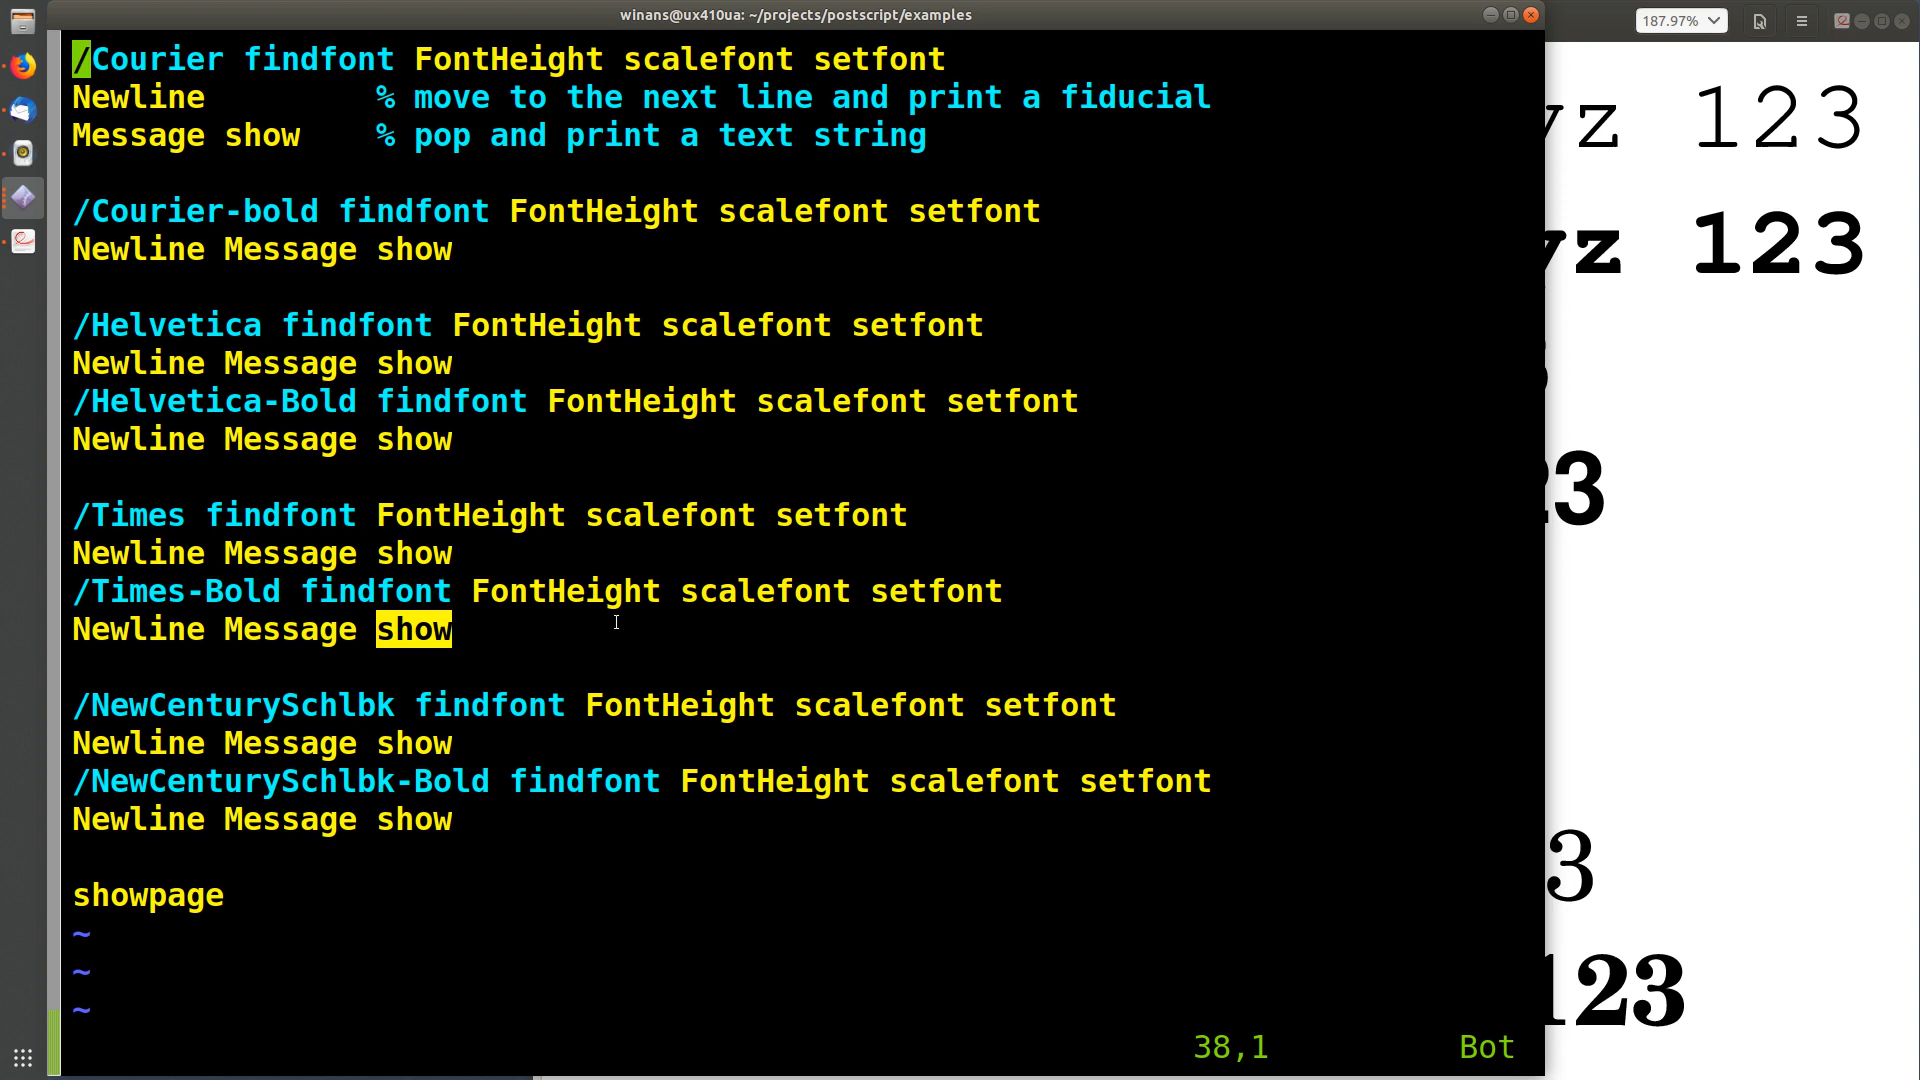 winans@ux410ua: ~/projects/postscript/examples
187.97%
/Courier findfont FontHeight scalefont setfont
Newline % move to the next line and print a fiducial
Message show % pop and print a text string
/Courier-bold findfont FontHeight scalefont setfont
Newline Message show
/Helvetica findfont FontHeight scalefont setfont
Newline Message show
/Helvetica-Bold findfont FontHeight scalefont setfont
Newline Message show
/Times findfont FontHeight scalefont setfont
Newline Message show
/Times-Bold findfont FontHeight scalefont setfont
Newline Message show
/NewCenturySchlbk findfont FontHeight scalefont setfont
Newline Message show
/NewCenturySchlbk-Bold findfont FontHeight scalefont setfont
Newline Message show
showpage
~
~
~
38,1 Bot
yz 123
yz 123
3
3
123